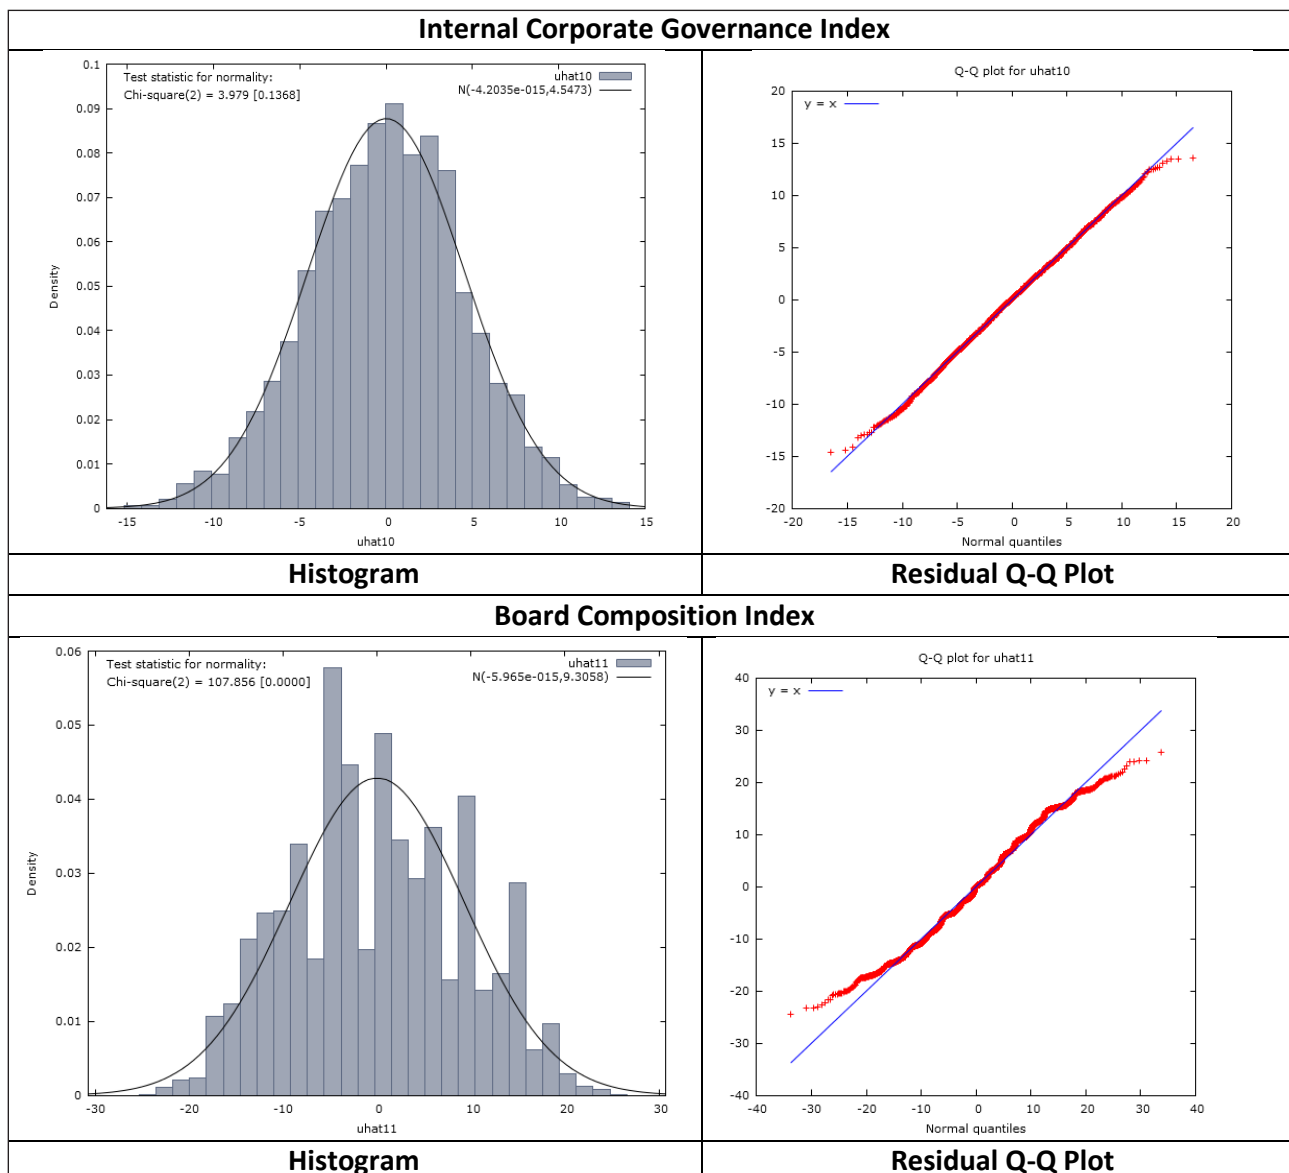 Internal Corporate Governance Index
Test statistic for normality:
Chi-square(2) = 3.979 [0.1368]
uhat10
N(-4.2035e-015,4.5473)
Density
0.1
0.09
0.08
0.07
0.06
0.05
0.04
0.03
0.02
0.01
0
-15 -10 -5 0 5 10 15
uhat10
Q-Q plot for uhat10
y = x
20
15
10
5
0
-5
-10
-15
-20
-20 -15 -10 -5 0 5 10 15 20
Normal quantiles
Histogram
Residual Q-Q Plot
Board Composition Index
Test statistic for normality:
Chi-square(2) = 107.856 [0.0000]
uhat11
N(-5.965e-015,9.3058)
Density
0.06
0.05
0.04
0.03
0.02
0.01
0
-30 -20 -10 0 10 20 30
uhat11
Q-Q plot for uhat11
y = x
40
30
20
10
0
-10
-20
-30
-40
-40 -30 -20 -10 0 10 20 30 40
Normal quantiles
Histogram
Residual Q-Q Plot